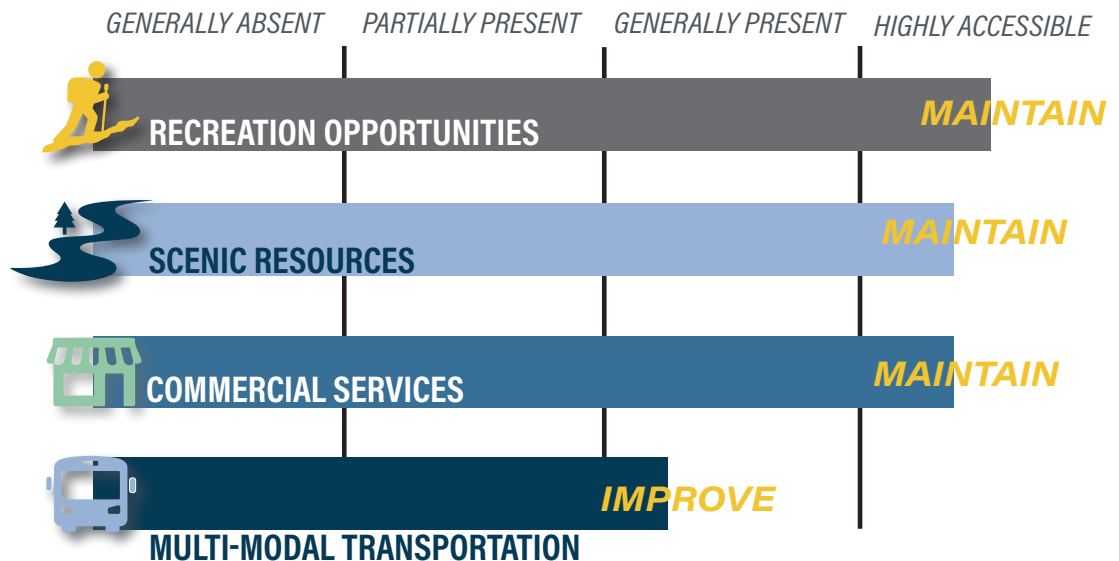 GENERALLY ABSENT PARTIALLY PRESENT GENERALLY PRESENT HIGHLY ACCESSIBLE
MAINTAIN
RECREATION OPPORTUNITIES
MAINTAIN
SCENIC RESOURCES
MAINTAIN
COMMERCIAL SERVICES
IMPROVE
MULTI-MODAL TRANSPORTATION